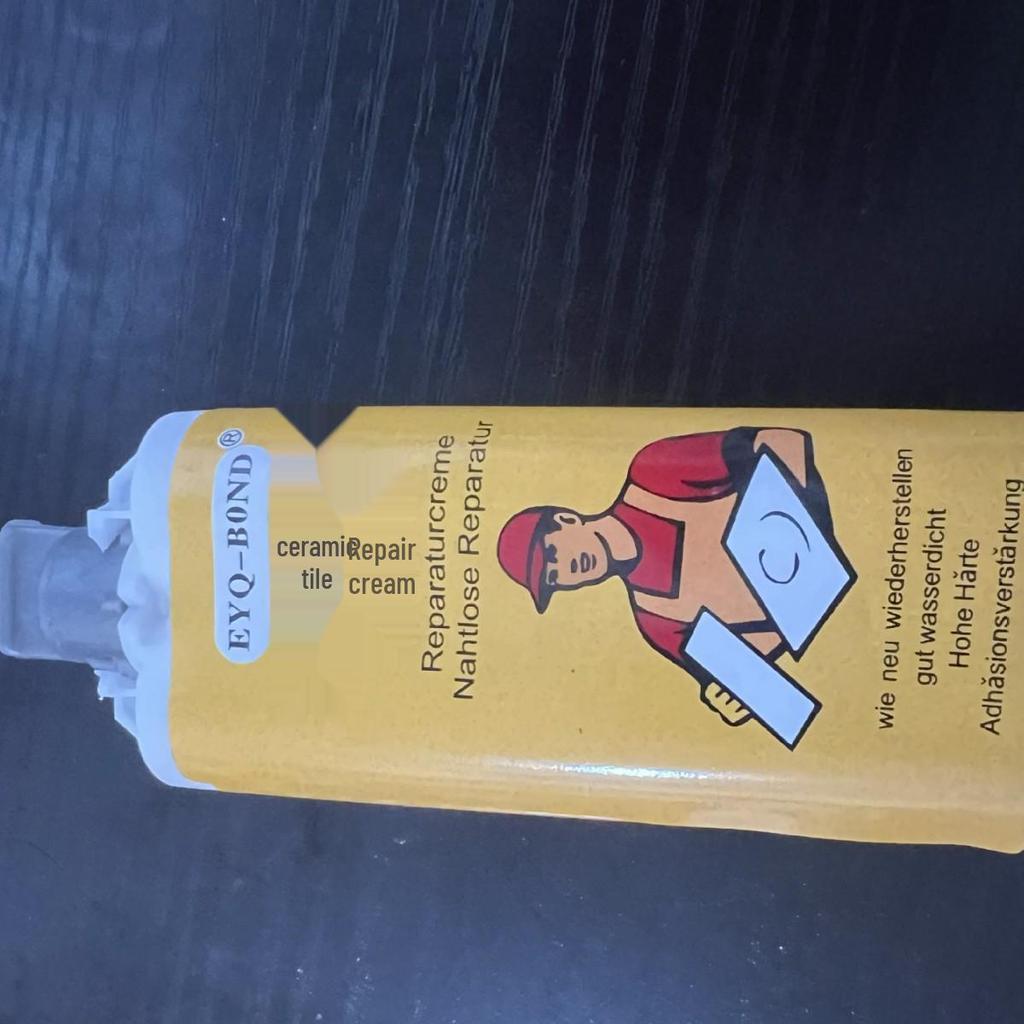 EYQ-BOND®
ceramic
tile
Repair
cream
Reparaturcreme
Nahtlose Reparatur
wie neu wiederherstellen
gut wasserdicht
Hohe Härte
Adhäsionsverstärkung